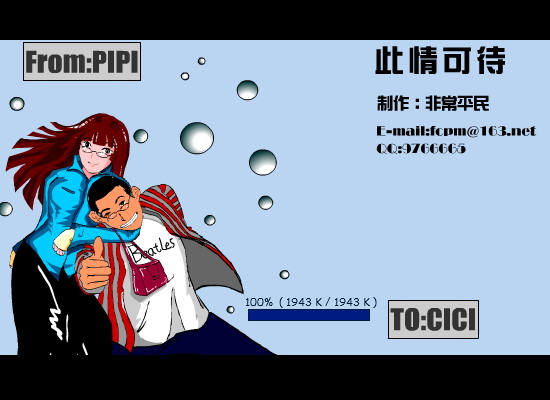 From:PIPI
此情可待
制作：非常平民
E-mail:fcpm@163.net
QQ:9766665
Beatles
100% ( 1943 K / 1943 K )
TO:CICI